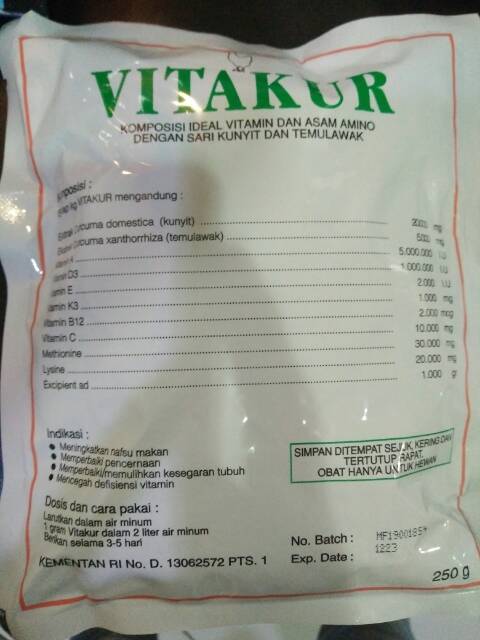 VITAKUR
KOMPOSISI IDEAL VITAMIN DAN ASAM AMINO
DENGAN SARI KUNYIT DAN TEMULAWAK
VITAKUR mengandung :
domestica (kunyit) ........ mg
xanthorrhiza (temulawak) ........ mg
5.000.000 I.U
D3 ........ 1.000.000 I.U
E ........ 2.000 I.U
Vitamin K3 ........ 1.000 mg
Vitamin B12 ........ 2.000 mcg
Vitamin C ........ 10.000 mg
Methionine ........ 30.000 mg
Lysine ........ 20.000 mg
Excipient ad ........ 1.000 g
Indikasi :
• Meningkatkan nafsu makan
• Memperbaiki pencernaan
• Memperbaiki/memulihkan kesegaran tubuh
• Mencegah defisiensi vitamin
SIMPAN DITEMPAT SEJUK, KERING DAN
TERTUTUP RAPAT.
OBAT HANYA UNTUK HEWAN
Dosis dan cara pakai :
Larutkan dalam air minum
1 gram Vitakur dalam 2 liter air minum
Berikan selama 3-5 hari
No. Batch : MF1900185
Exp. Date : 1223
KEMENTAN RI No. D. 13062572 PTS. 1
250 g